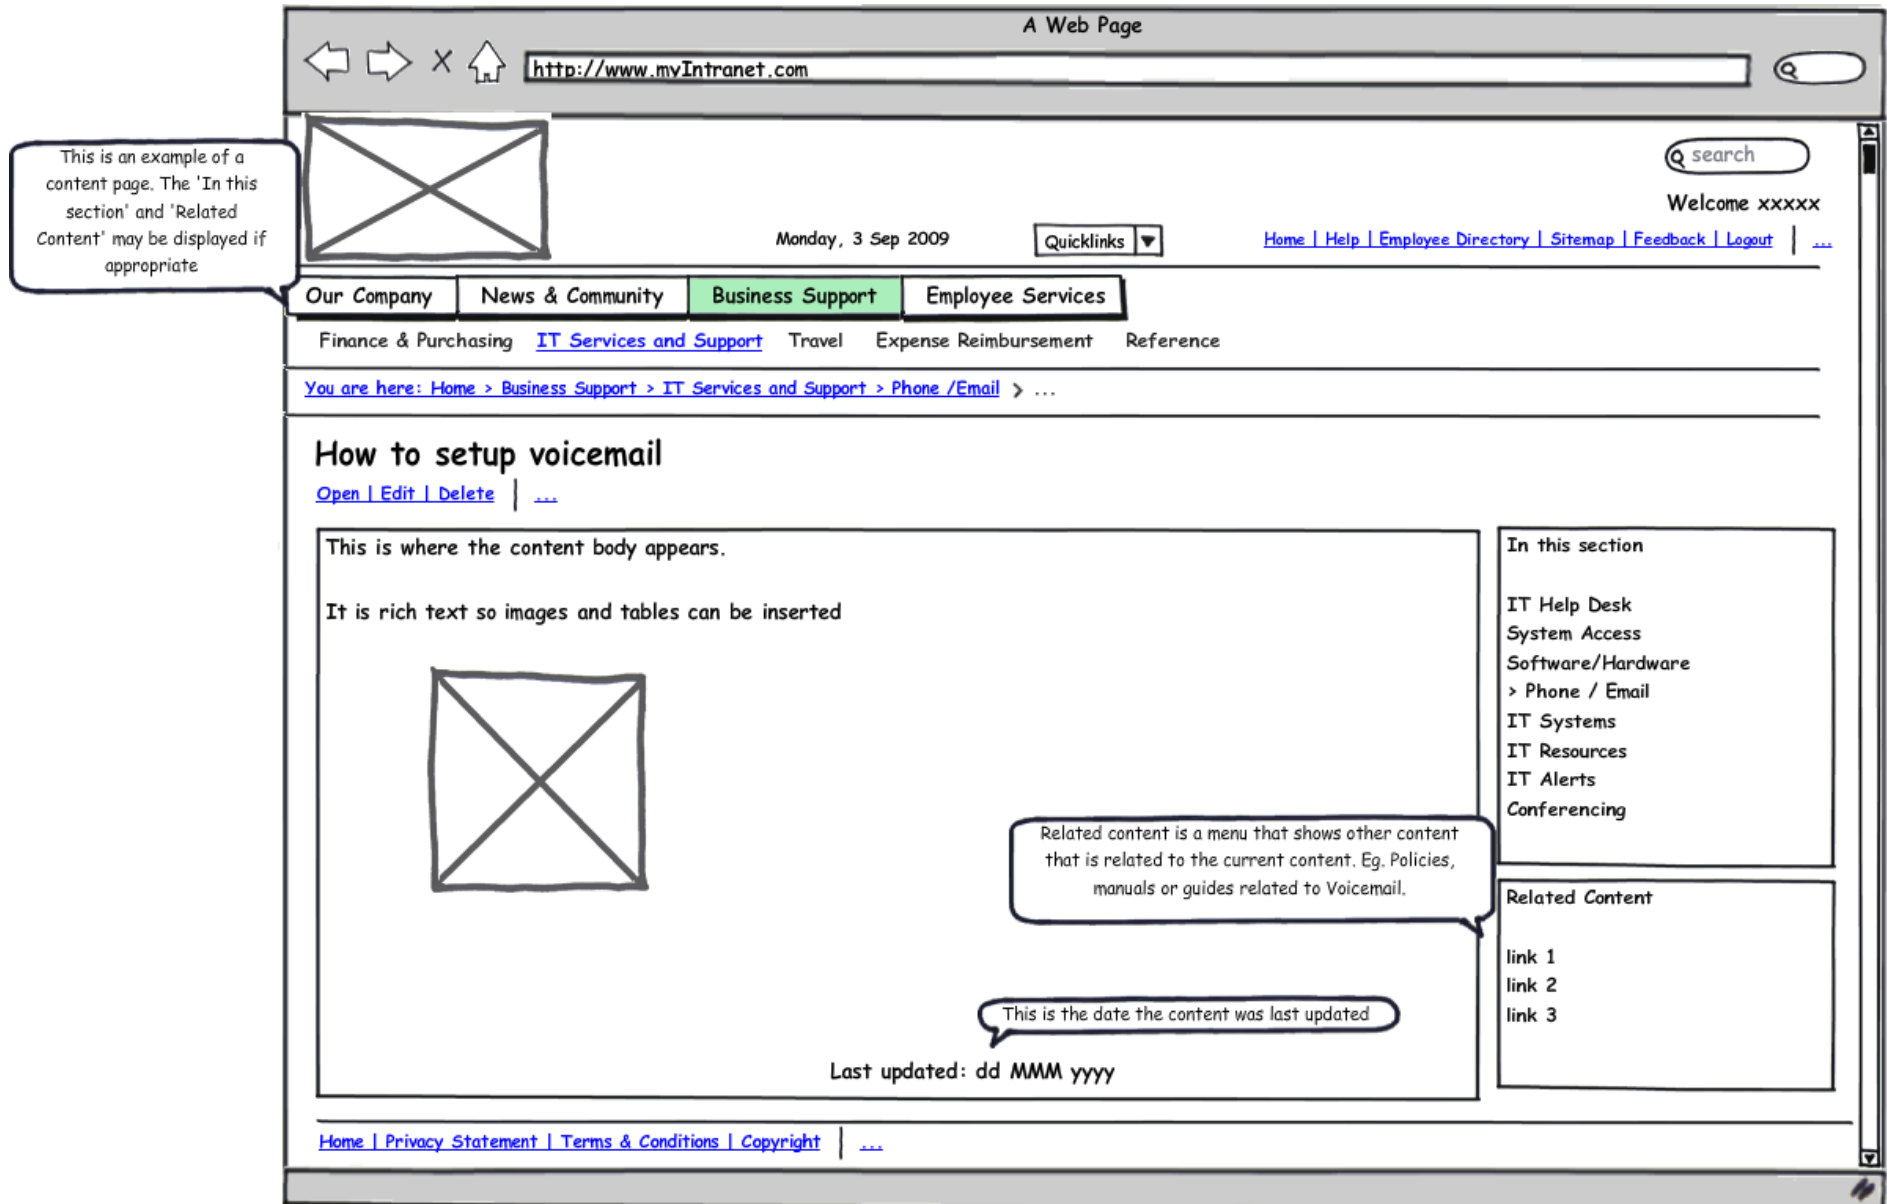 A Web Page
http://www.myIntranet.com
This is an example of a
content page. The 'In this
section' and 'Related
Content' may be displayed if
appropriate
search
Welcome xxxxx
Monday, 3 Sep 2009
Quicklinks
Home | Help | Employee Directory | Sitemap | Feedback | Logout | ...
Our Company
News & Community
Business Support
Employee Services
Finance & Purchasing IT Services and Support Travel Expense Reimbursement Reference
You are here: Home > Business Support > IT Services and Support > Phone /Email > ...
How to setup voicemail
Open | Edit | Delete | ...
This is where the content body appears.
It is rich text so images and tables can be inserted
In this section
IT Help Desk
System Access
Software/Hardware
> Phone / Email
IT Systems
IT Resources
IT Alerts
Conferencing
Related content is a menu that shows other content
that is related to the current content. Eg. Policies,
manuals or guides related to Voicemail.
Related Content
link 1
link 2
link 3
This is the date the content was last updated
Last updated: dd MMM yyyy
Home | Privacy Statement | Terms & Conditions | Copyright | ...